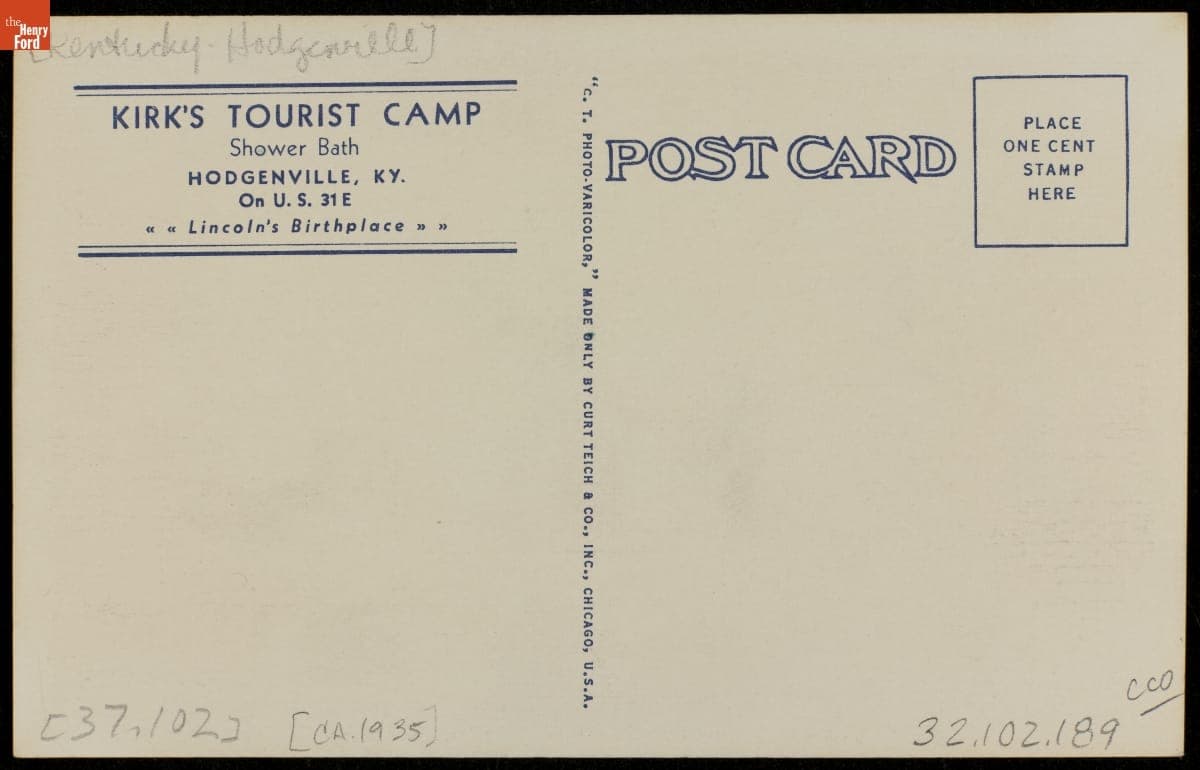 the
Henry
Ford
[Kentucky - Hodgenville]
KIRK'S TOURIST CAMP
Shower Bath
HODGENVILLE, KY.
On U. S. 31 E
« « Lincoln's Birthplace » »
"C. T. PHOTO-VARICOLOR," MADE ONLY BY CURT TEICH & CO., INC., CHICAGO, U.S.A.
POST CARD
PLACE
ONE CENT
STAMP
HERE
[37.102]
[CA.1935]
32.102.189
CCO